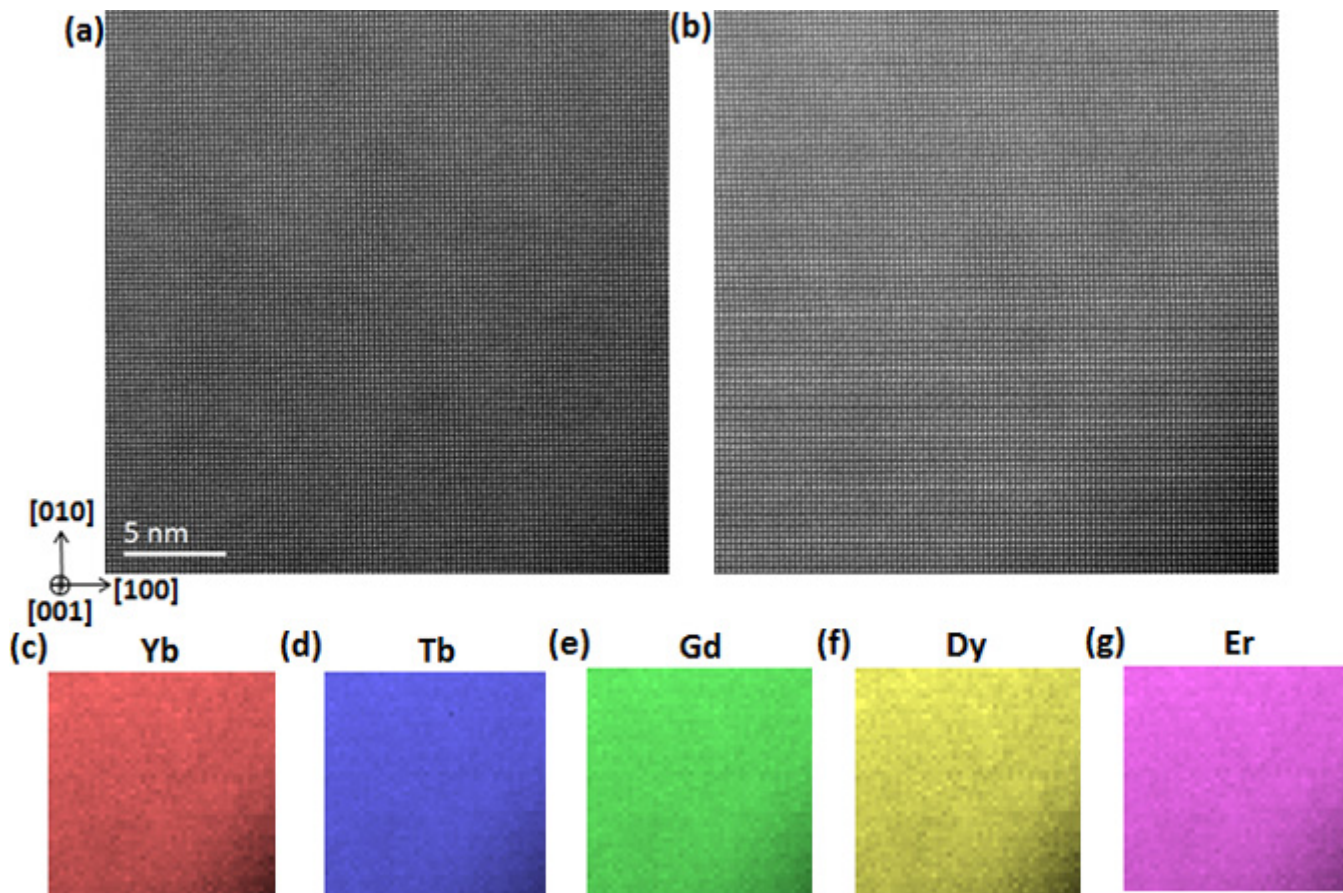 (a)
(b)
5 nm
[010]
[100]
[001]
(c) Yb
(d) Tb
(e) Gd
(f) Dy
(g) Er